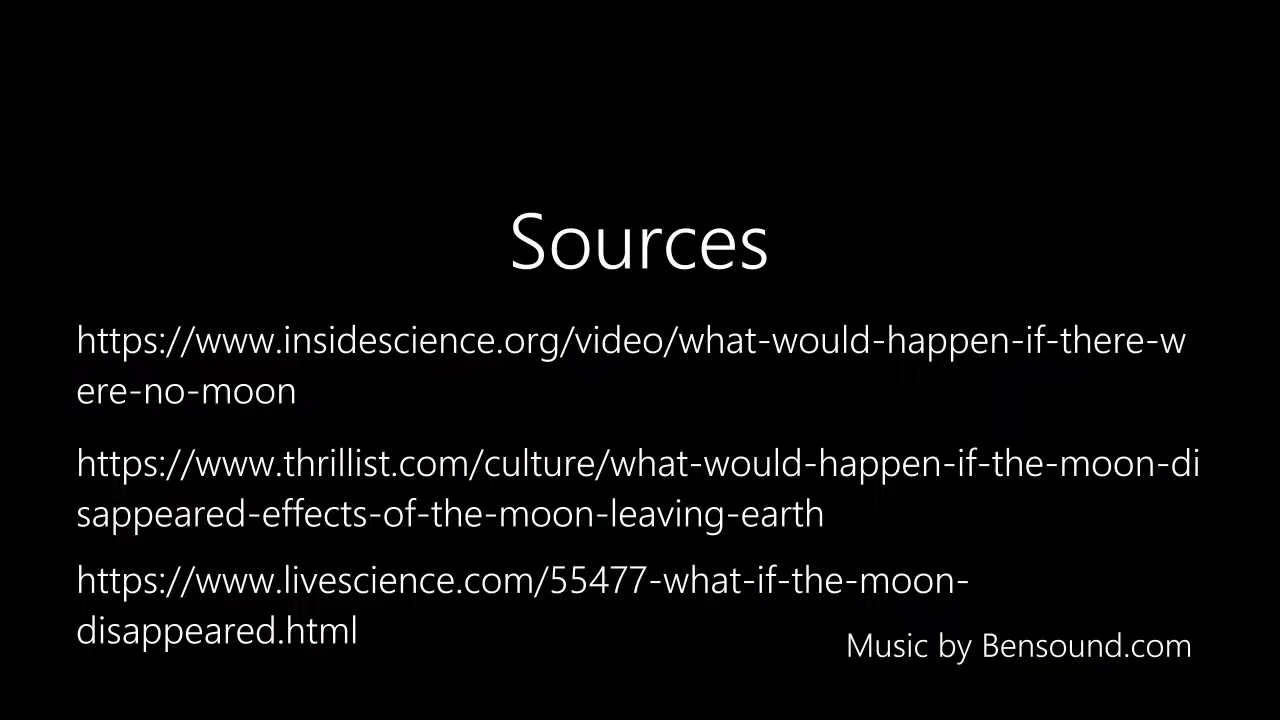 Sources
https://www.insidescience.org/video/what-would-happen-if-there-w
ere-no-moon
https://www.thrillist.com/culture/what-would-happen-if-the-moon-di
sappeared-effects-of-the-moon-leaving-earth
https://www.livescience.com/55477-what-if-the-moon-
disappeared.html
Music by Bensound.com